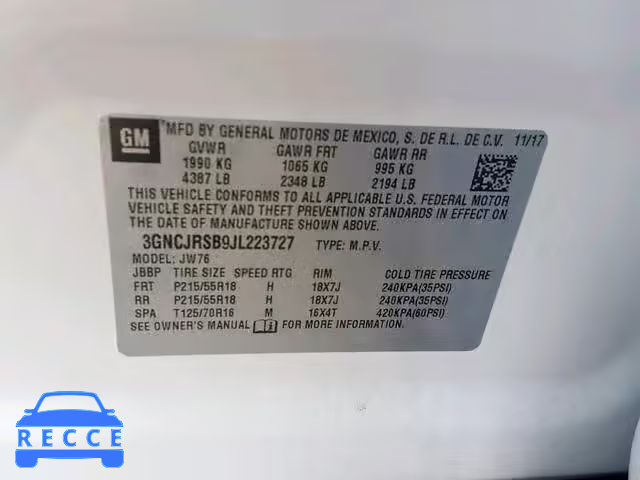 GM
*MFD BY GENERAL MOTORS DE MEXICO, S. DE R.L. DE C.V. 11/17
GVWR GAWR FRT GAWR RR
1990 KG 1065 KG 995 KG
4387 LB 2348 LB 2194 LB
THIS VEHICLE CONFORMS TO ALL APPLICABLE U.S. FEDERAL MOTOR
VEHICLE SAFETY AND THEFT PREVENTION STANDARDS IN EFFECT ON
THE DATE OF MANUFACTURE SHOWN ABOVE.
3GNCJRSB9JL223727 TYPE: M.P.V.
MODEL: JW76
JBBP TIRE SIZE SPEED RTG RIM COLD TIRE PRESSURE
FRT P215/55R18 H 18X7J 240KPA(35PSI)
RR P215/55R18 H 18X7J 240KPA(35PSI)
SPA T125/70R16 M 16X4T 420KPA(60PSI)
SEE OWNER'S MANUAL FOR MORE INFORMATION.
RECCE